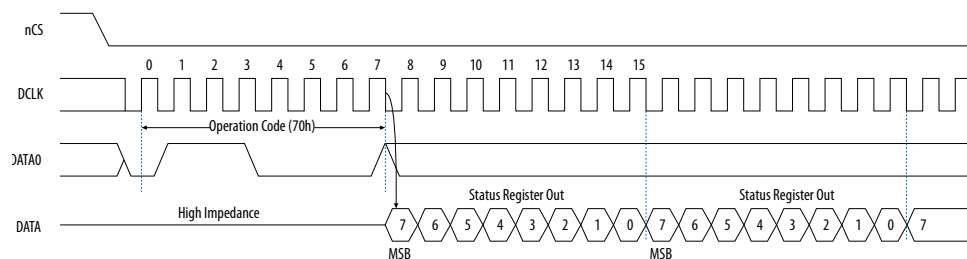 nCS
0 1 2 3 4 5 6 7 8 9 10 11 12 13 14 15
DCLK
Operation Code (70h)
DATA0
Status Register Out Status Register Out
High Impedance
DATA 7 6 5 4 3 2 1 0 7 6 5 4 3 2 1 0 7
MSB MSB